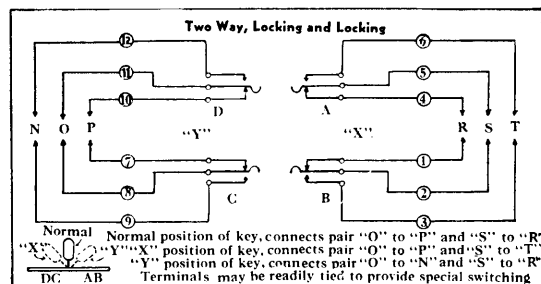 Two Way, Locking and Locking
12 6
11 5
10 4
D A
N O P "Y" "X" R S T
7 1
8 C B 2
9 3
Normal
"X" "Y"
DC AB
Normal position of key, connects pair "O" to "P" and "S" to "R"
"X" position of key, connects pair "O" to "P" and "S" to "T"
"Y" position of key, connects pair "O" to "N" and "S" to "R"
Terminals may be readily tied to provide special switching